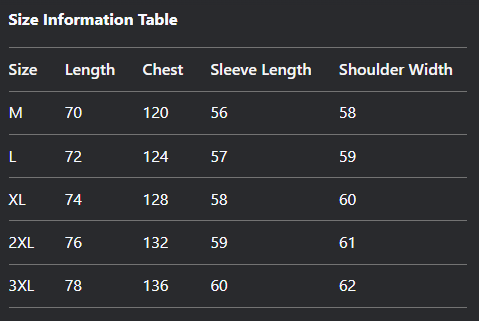 Size Information Table
Size Length Chest Sleeve Length Shoulder Width
M 70 120 56 58
L 72 124 57 59
XL 74 128 58 60
2XL 76 132 59 61
3XL 78 136 60 62